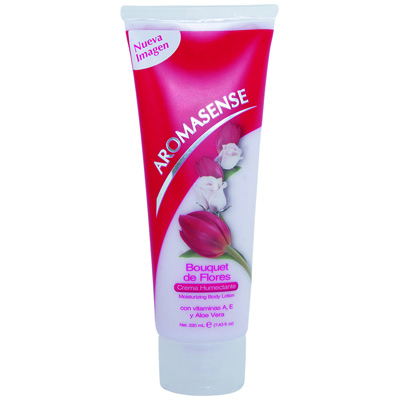 Nueva
Imagen
AROMASENSE
Bouquet
de Flores
Crema Humectante
Moisturizing Body Lotion
con vitaminas A, E
y Aloe Vera